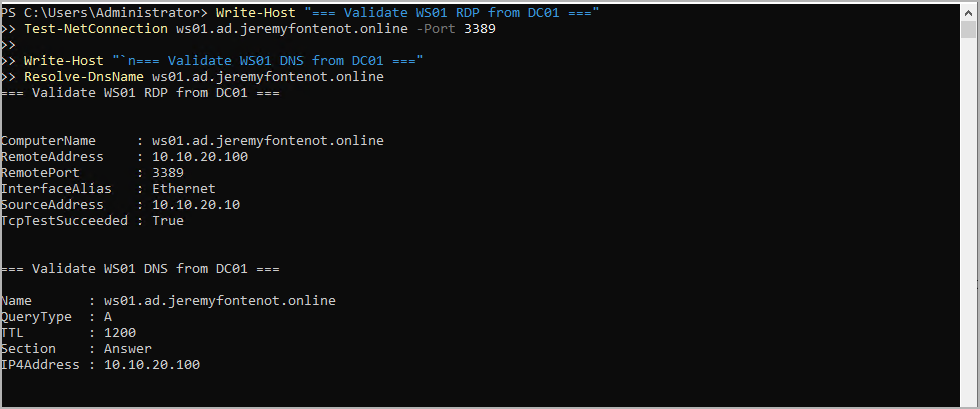 PS C:\Users\Administrator> Write-Host "=== Validate WS01 RDP from DC01 ==="
>> Test-NetConnection ws01.ad.jeremyfontenot.online -Port 3389
>>
>> Write-Host "`n=== Validate WS01 DNS from DC01 ==="
>> Resolve-DnsName ws01.ad.jeremyfontenot.online
=== Validate WS01 RDP from DC01 ===
ComputerName     : ws01.ad.jeremyfontenot.online
RemoteAddress    : 10.10.20.100
RemotePort       : 3389
InterfaceAlias   : Ethernet
SourceAddress    : 10.10.20.10
TcpTestSucceeded : True
=== Validate WS01 DNS from DC01 ===
Name       : ws01.ad.jeremyfontenot.online
QueryType  : A
TTL        : 1200
Section    : Answer
IP4Address : 10.10.20.100